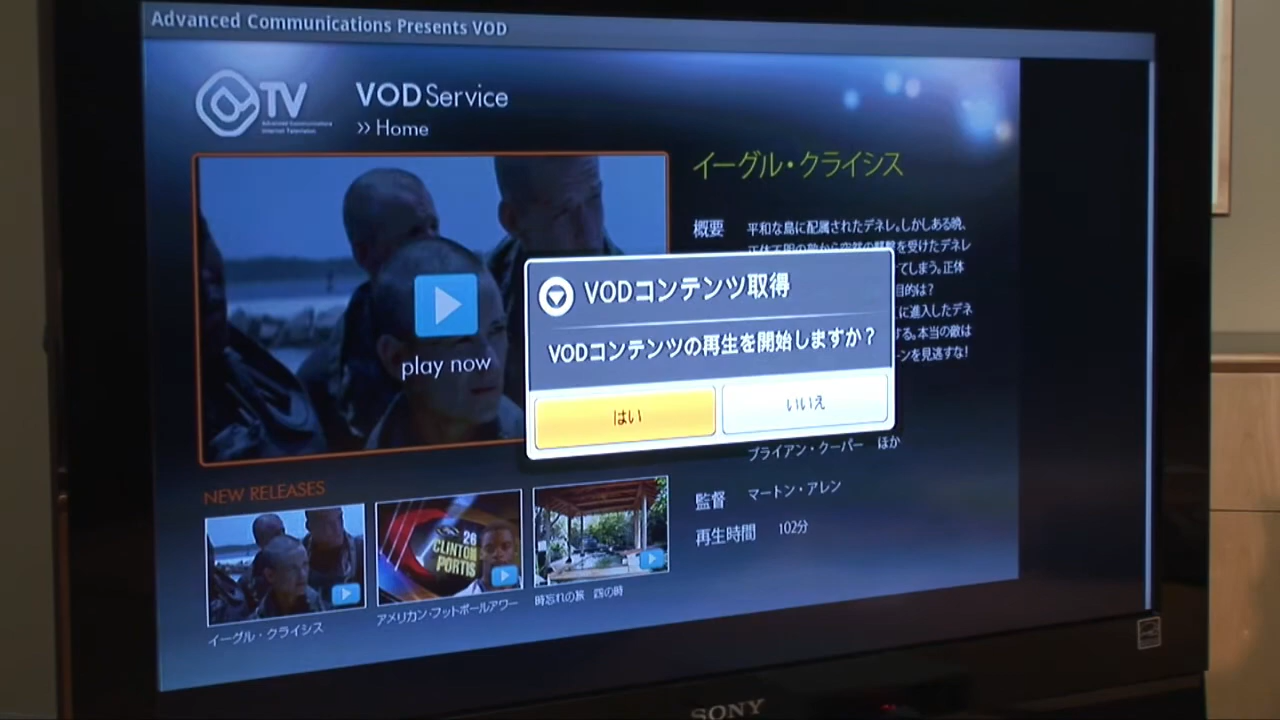 Advanced Communications Presents VOD
TV
Advanced Communications
Internet Television
VOD Service
>> Home
イーグル・クライシス
概要 平和な島に配属されたデネレ。しかしある晩、
を受けたデネレ
てしまう。正体
目的は?
に進入したデネ
する。本当の敵は
ーンを見逃すな!
play now
VODコンテンツ取得
VODコンテンツの再生を開始しますか?
はい
いいえ
ブライアン・クーパー ほか
監督 マートン・アレン
再生時間 102分
NEW RELEASES
26
CLINTON
PORTIS
イーグル・クライシス
アメリカン・フットボールアワー
時忘れの旅 四の時
SONY